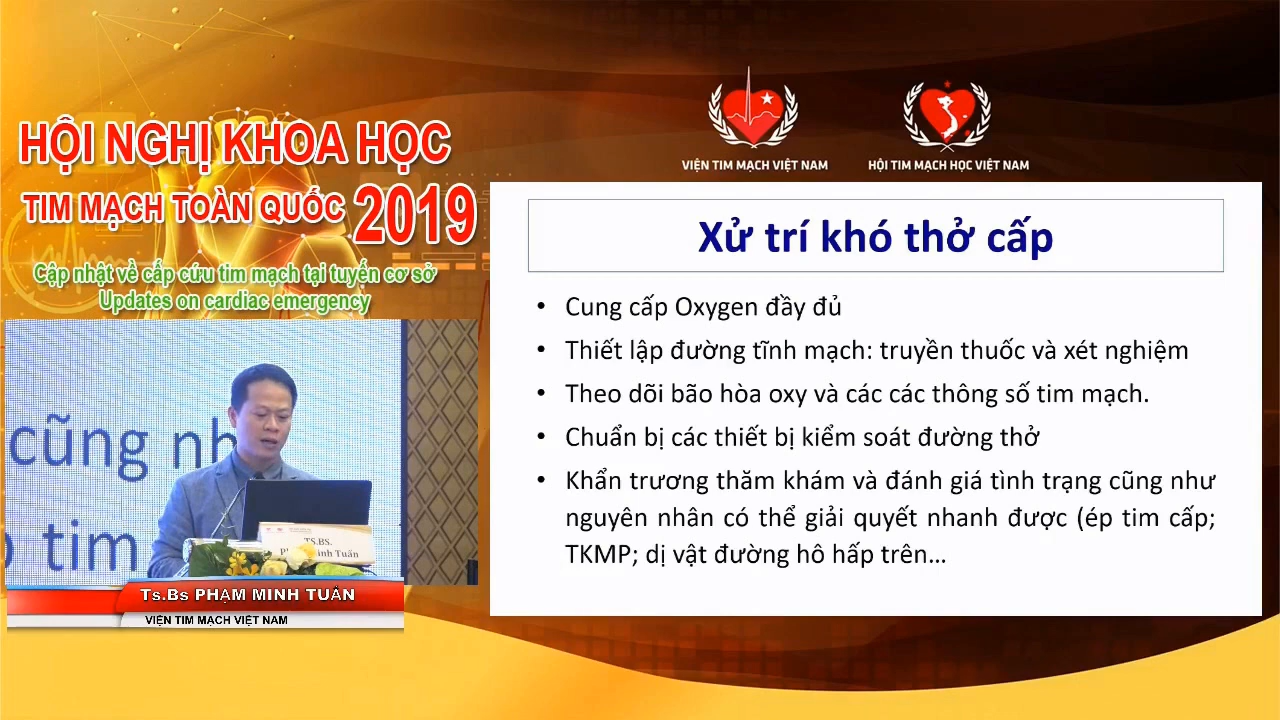 HỘI NGHỊ KHOA HỌC
TIM MẠCH TOÀN QUỐC 2019
Cập nhật về cấp cứu tim mạch tại tuyến cơ sở
Updates on cardiac emergency
VIỆN TIM MẠCH VIỆT NAM
HỘI TIM MẠCH HỌC VIỆT NAM
Xử trí khó thở cấp
• Cung cấp Oxygen đầy đủ
• Thiết lập đường tĩnh mạch: truyền thuốc và xét nghiệm
• Theo dõi bão hòa oxy và các các thông số tim mạch.
• Chuẩn bị các thiết bị kiểm soát đường thở
• Khẩn trương thăm khám và đánh giá tình trạng cũng như
nguyên nhân có thể giải quyết nhanh được (ép tim cấp;
TKMP; dị vật đường hô hấp trên…
cũng nh
tim
TS.BS.
Minh Tuấn
Ts.Bs PHẠM MINH TUẤN
VIỆN TIM MẠCH VIỆT NAM